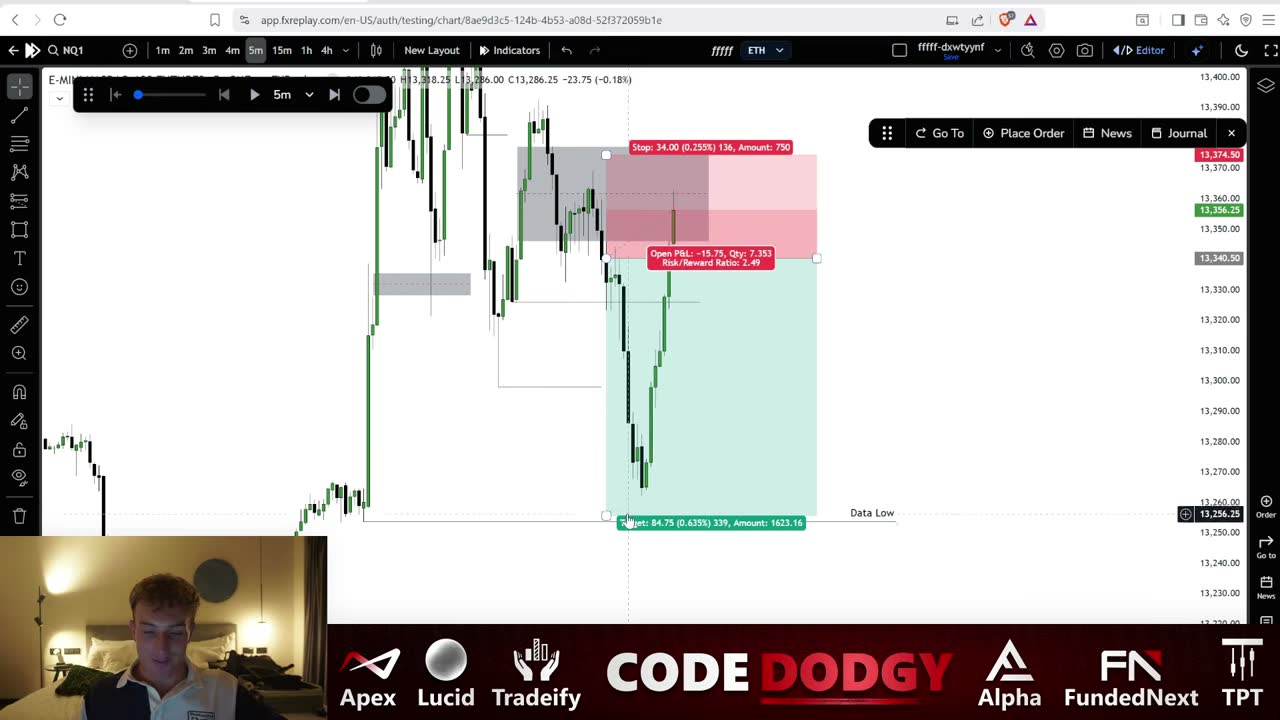 app.fxreplay.com/en-US/auth/testing/chart/8ae9d3c5-124b-4b53-a08d-52f372059b1e
NQ1
1m 2m 3m 4m 5m 15m 1h 4h
New Layout
Indicators
fffff
ETH
fffff-dxwtyynf
Save
Editor
H13,318.25 L13,286.00 C13,286.25 −23.75 (−0.18%)
5m
Go To
Place Order
News
Journal
Stop: 34.00 (0.255%) 136, Amount: 750
Open P&L: −15.75, Qty: 7.353
Risk/Reward Ratio: 2.49
84.75 (0.635%) 339, Amount: 1623.16
Data Low
13,400.00
13,390.00
13,374.50
13,370.00
13,360.00
13,356.25
13,350.00
13,340.50
13,330.00
13,320.00
13,310.00
13,300.00
13,290.00
13,280.00
13,270.00
13,260.00
13,256.25
13,250.00
13,240.00
13,230.00
Order
Go to
News
CODE DODGY
Apex
Lucid
Tradeify
Alpha
FundedNext
TPT